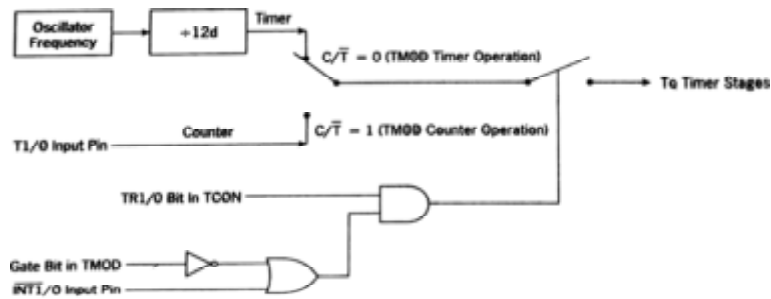 Oscillator
Frequency
÷12d
Timer
C/T̅ = 0 (TMOD Timer Operation)
To Timer Stages
Counter
C/T̅ = 1 (TMOD Counter Operation)
T1/0 Input Pin
TR1/0 Bit In TCON
Gate Bit in TMOD
I̅N̅T̅1̅/0 Input Pin